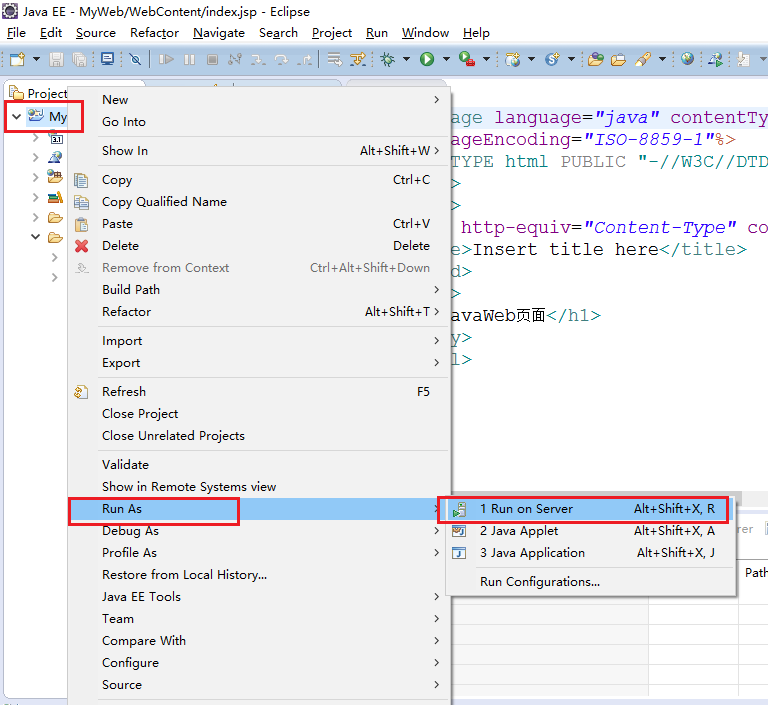 Java EE - MyWeb/WebContent/index.jsp - Eclipse
File Edit Source Refactor Navigate Search Project Run Window Help
Project
My
New
Go Into
Show In Alt+Shift+W
Copy Ctrl+C
Copy Qualified Name
Paste Ctrl+V
Delete Delete
Remove from Context Ctrl+Alt+Shift+Down
Build Path
Refactor Alt+Shift+T
Import
Export
Refresh F5
Close Project
Close Unrelated Projects
Validate
Show in Remote Systems view
Run As
Debug As
Profile As
Restore from Local History...
Java EE Tools
Team
Compare With
Configure
Source
1 Run on Server Alt+Shift+X, R
2 Java Applet Alt+Shift+X, A
3 Java Application Alt+Shift+X, J
Run Configurations...
age language="java" contentTy
ageEncoding="ISO-8859-1"%>
TYPE html PUBLIC "-//W3C//DTD
>
>
http-equiv="Content-Type" co
e>Insert title here</title>
d>
>
avaWeb页面</h1>
y>
l>
rer
Path